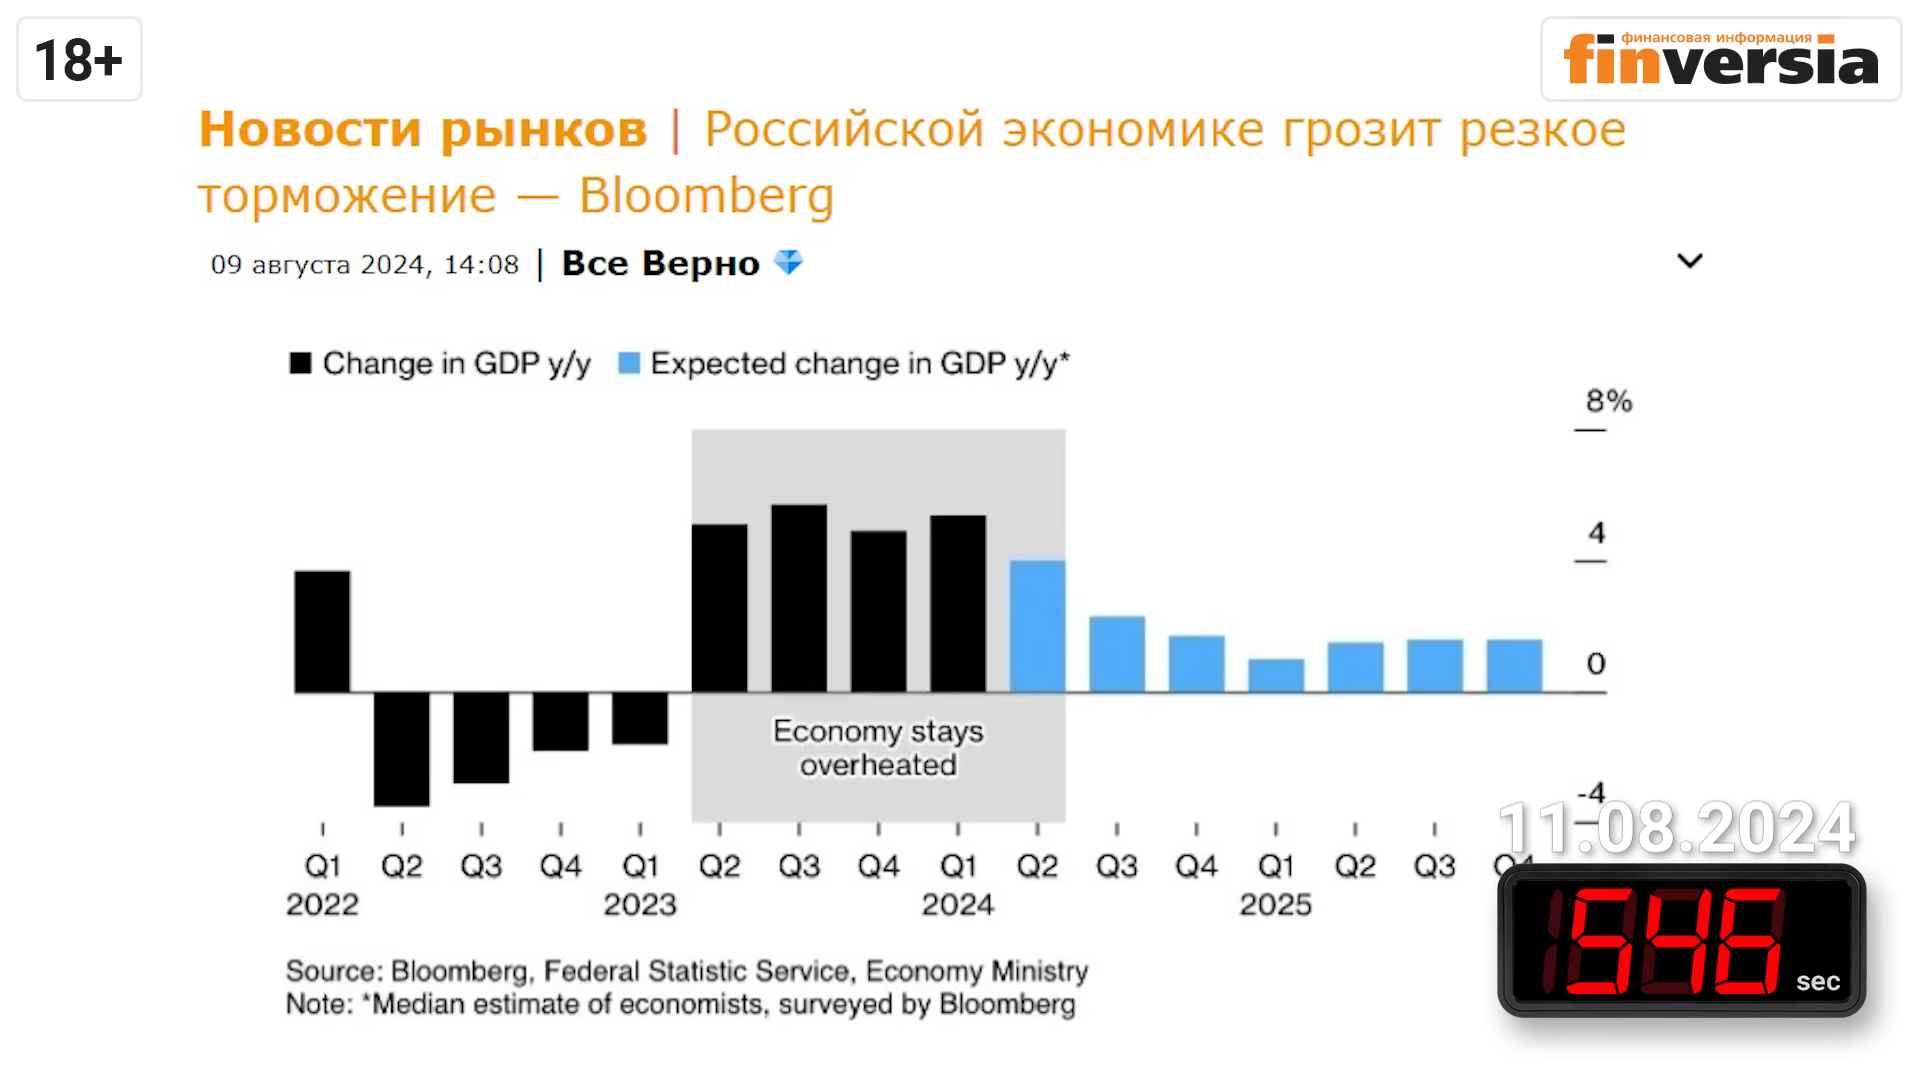 18+
финансовая информация
finversia
Новости рынков | Российской экономике грозит резкое
торможение — Bloomberg
09 августа 2024, 14:08 | Все Верно
Change in GDP y/y Expected change in GDP y/y*
8%
4
0
Economy stays
overheated
-4
11.08.2024
Q1 Q2 Q3 Q4 Q1 Q2 Q3 Q4 Q1 Q2 Q3 Q4 Q1 Q2 Q3 Q4
2022 2023 2024 2025
546 sec
Source: Bloomberg, Federal Statistic Service, Economy Ministry
Note: *Median estimate of economists, surveyed by Bloomberg